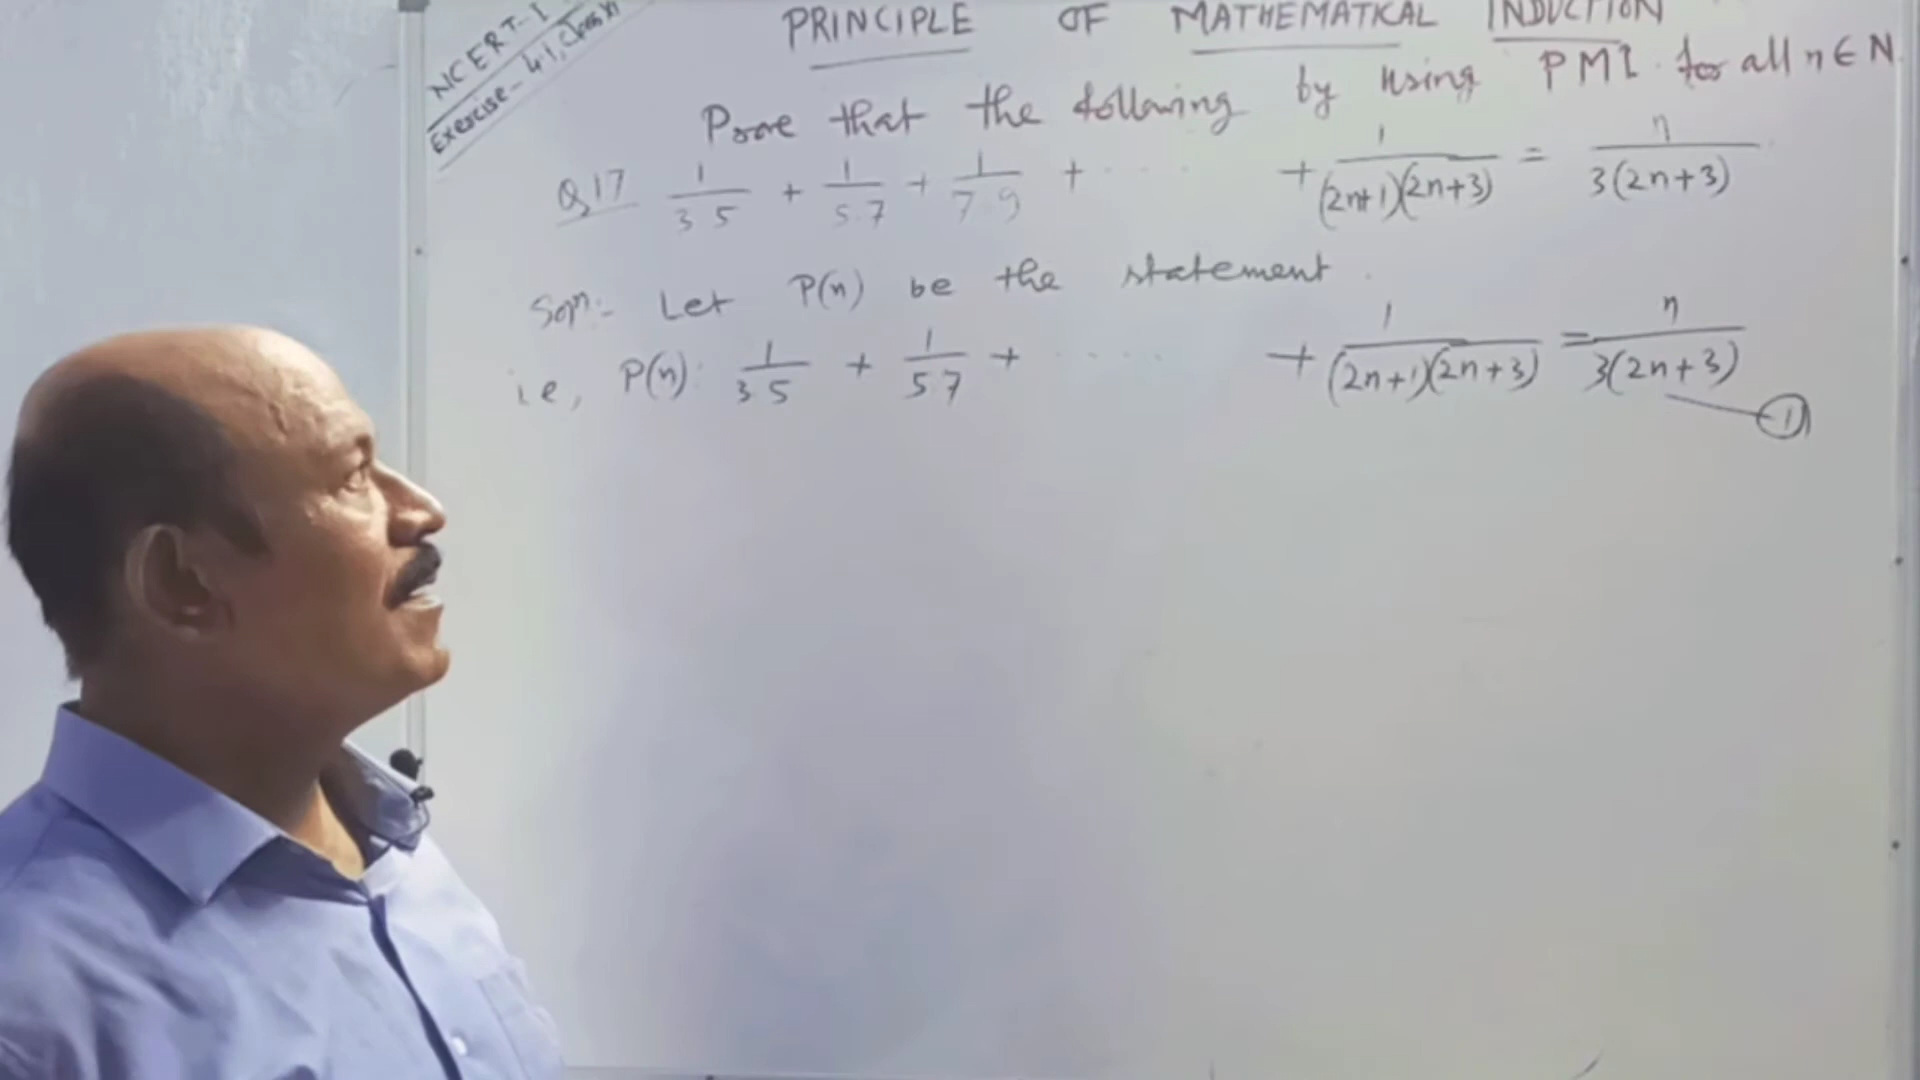 NCERT-I
Exercise- 4.1, Class XI
PRINCIPLE OF MATHEMATICAL INDUCTION
Prove that the following by using PMI for all n ∈ N
Q17 1/3.5 + 1/5.7 + 1/7.9 + ..... + 1/(2n+1)(2n+3) = n/3(2n+3)
Soln:- Let P(n) be the statement.
i.e, P(n): 1/3.5 + 1/5.7 + ..... + 1/(2n+1)(2n+3) = n/3(2n+3)
①